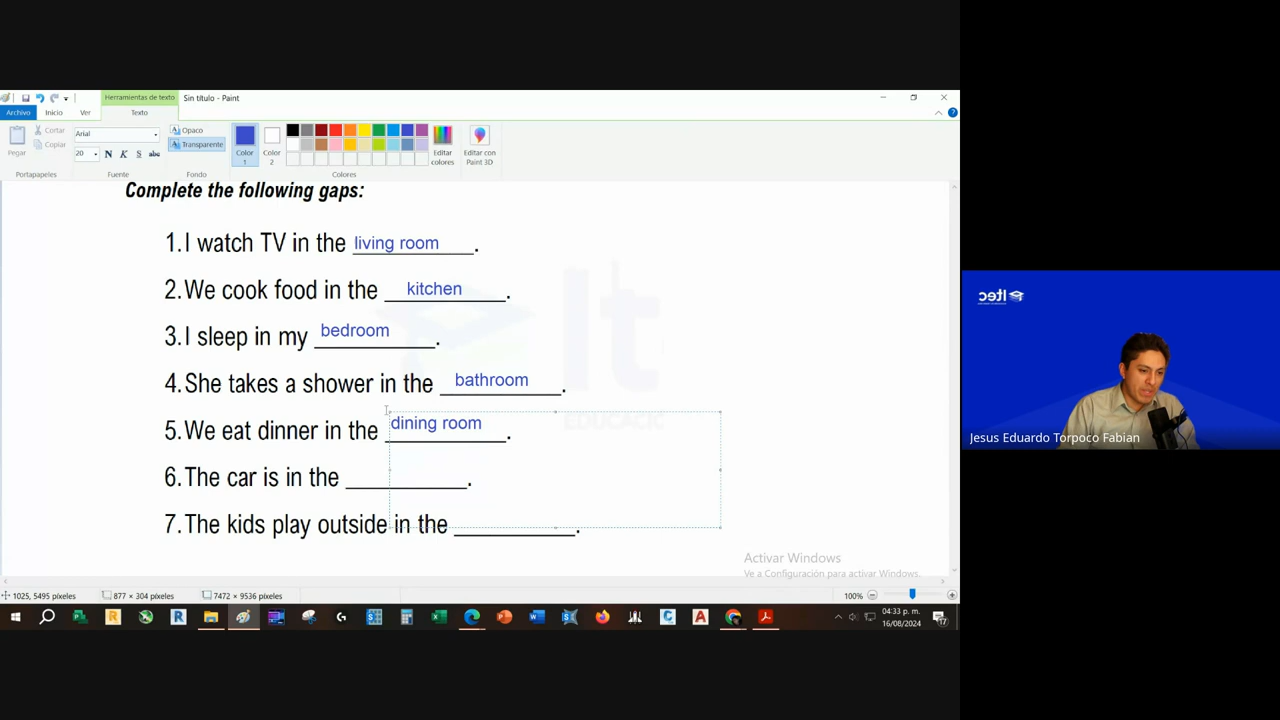 Herramientas de texto
Sin título - Paint
Archivo
Inicio
Ver
Texto
Pegar
Cortar
Copiar
Portapapeles
Arial
20
N K S abc
Fuente
Opaco
Transparente
Fondo
Color 1
Color 2
Colores
Editar colores
Editar con Paint 3D
Complete the following gaps:
1. I watch TV in the living room.
2. We cook food in the kitchen.
3. I sleep in my bedroom.
4. She takes a shower in the bathroom.
5. We eat dinner in the dining room.
6. The car is in the ____________.
7. The kids play outside in the ____________.
It
EDUCACIÓ
Activar Windows
Ve a Configuración para activar Windows.
1025, 5495 píxeles
877 × 304 píxeles
7472 × 9536 píxeles
100%
04:33 p. m.
16/08/2024
Itec
Jesus Eduardo Torpoco Fabian